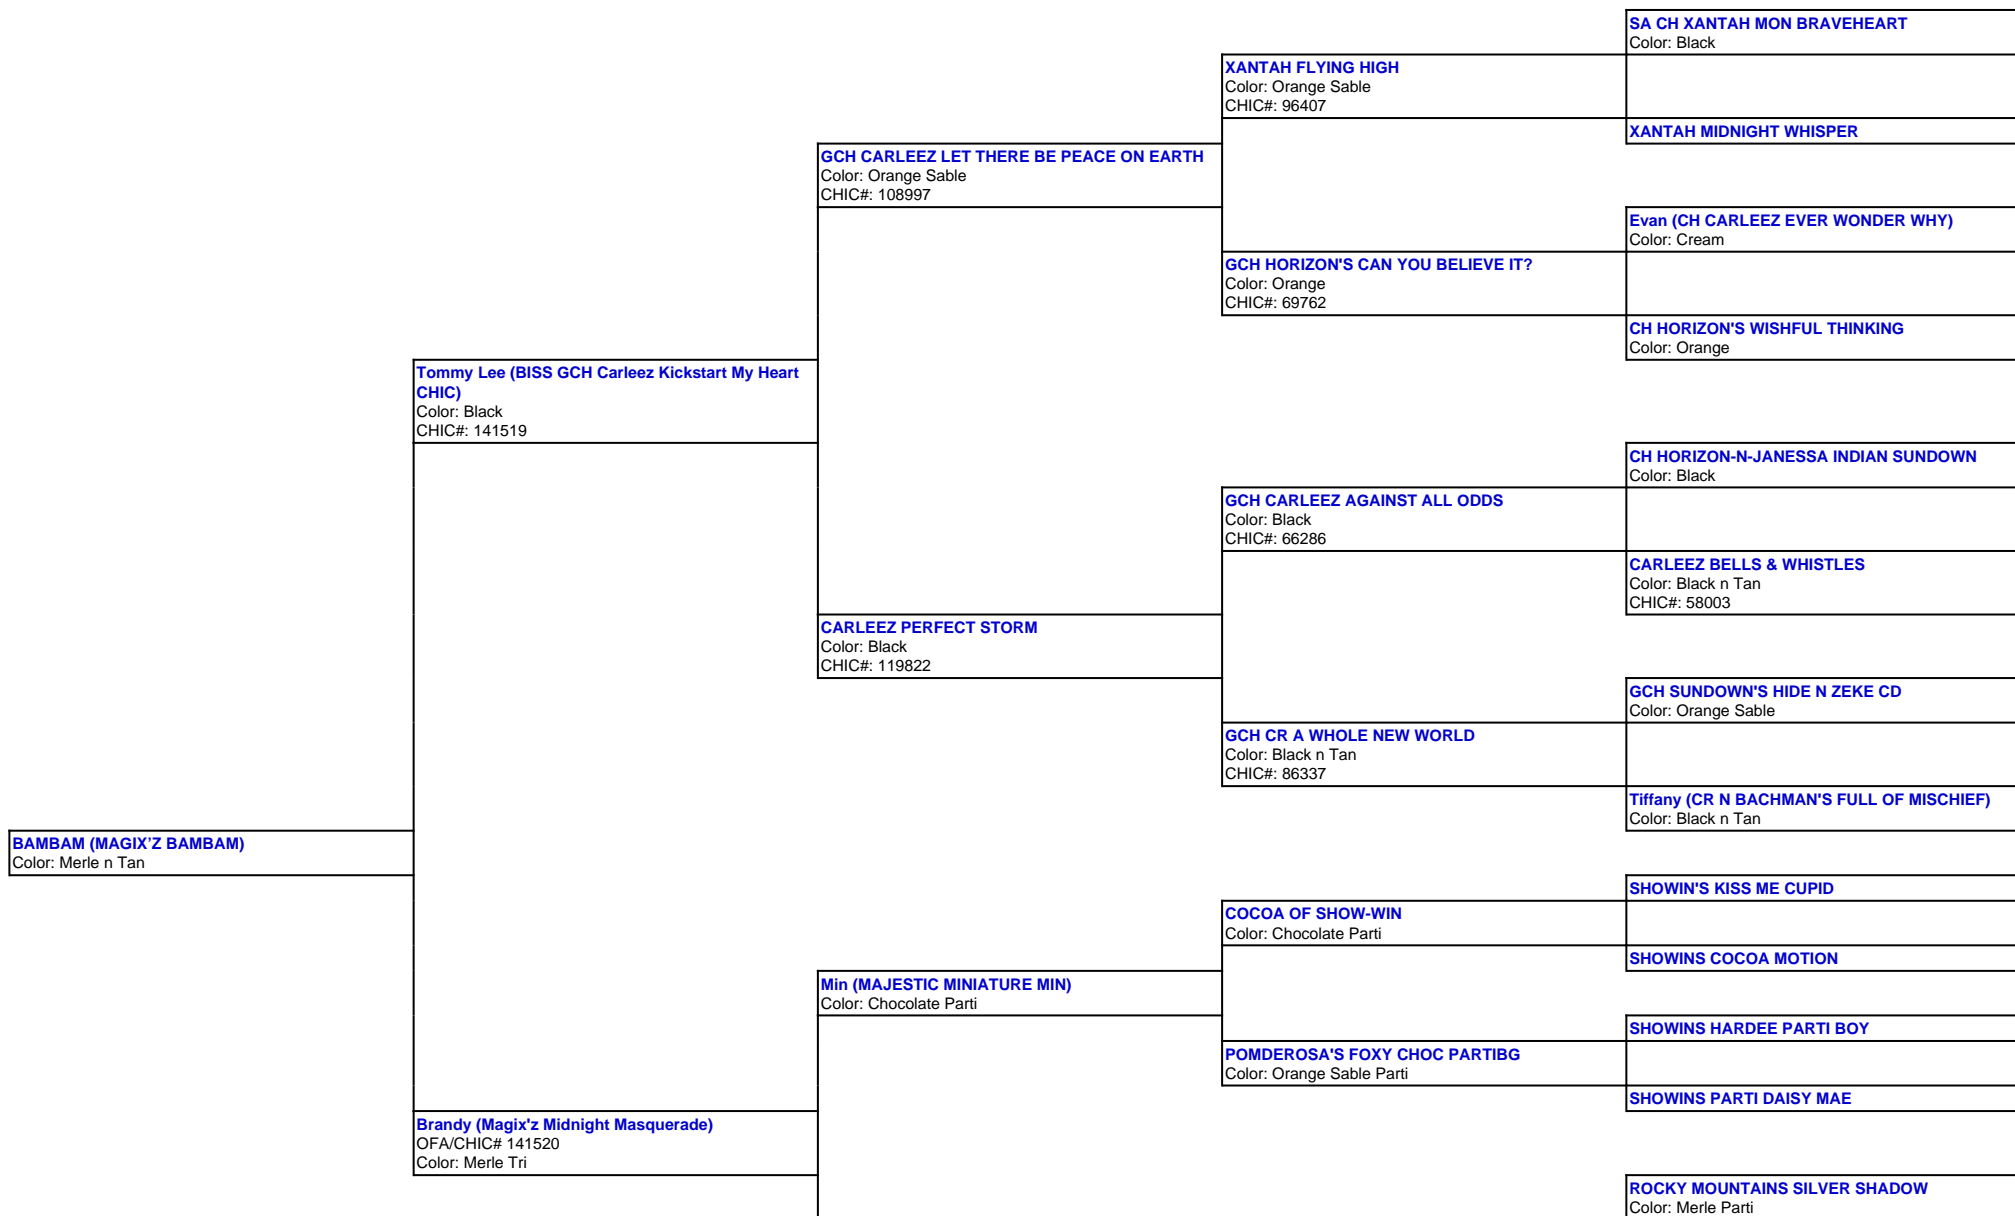 SA CH XANTAH MON BRAVEHEART
Color: Black
XANTAH FLYING HIGH
Color: Orange Sable
CHIC#: 96407
XANTAH MIDNIGHT WHISPER
GCH CARLEEZ LET THERE BE PEACE ON EARTH
Color: Orange Sable
CHIC#: 108997
Evan (CH CARLEEZ EVER WONDER WHY)
Color: Cream
GCH HORIZON'S CAN YOU BELIEVE IT?
Color: Orange
CHIC#: 69762
CH HORIZON'S WISHFUL THINKING
Color: Orange
Tommy Lee (BISS GCH Carleez Kickstart My Heart
CHIC)
Color: Black
CHIC#: 141519
CH HORIZON-N-JANESSA INDIAN SUNDOWN
Color: Black
GCH CARLEEZ AGAINST ALL ODDS
Color: Black
CHIC#: 66286
CARLEEZ BELLS & WHISTLES
Color: Black n Tan
CHIC#: 58003
CARLEEZ PERFECT STORM
Color: Black
CHIC#: 119822
GCH SUNDOWN'S HIDE N ZEKE CD
Color: Orange Sable
GCH CR A WHOLE NEW WORLD
Color: Black n Tan
CHIC#: 86337
Tiffany (CR N BACHMAN'S FULL OF MISCHIEF)
Color: Black n Tan
BAMBAM (MAGIX’Z BAMBAM)
Color: Merle n Tan
SHOWIN'S KISS ME CUPID
COCOA OF SHOW-WIN
Color: Chocolate Parti
SHOWINS COCOA MOTION
Min (MAJESTIC MINIATURE MIN)
Color: Chocolate Parti
SHOWINS HARDEE PARTI BOY
POMDEROSA'S FOXY CHOC PARTIBG
Color: Orange Sable Parti
SHOWINS PARTI DAISY MAE
Brandy (Magix'z Midnight Masquerade)
OFA/CHIC# 141520
Color: Merle Tri
ROCKY MOUNTAINS SILVER SHADOW
Color: Merle Parti